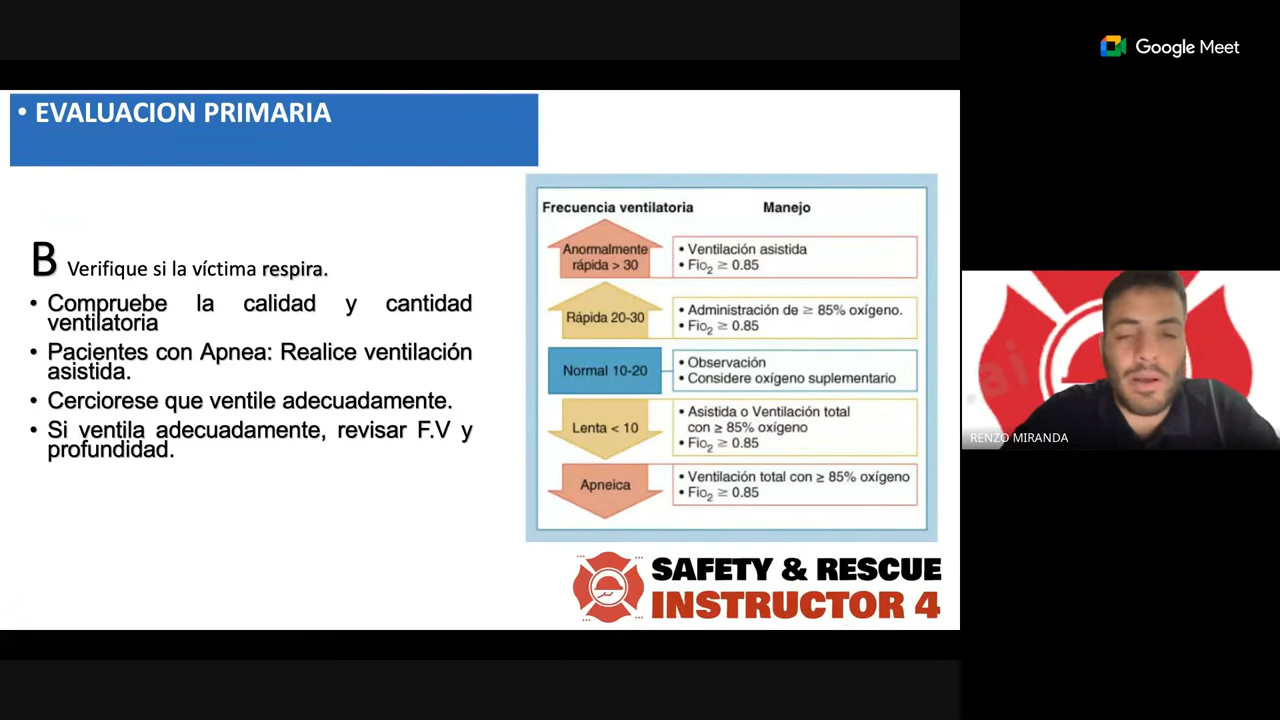 Google Meet
• EVALUACION PRIMARIA
B Verifique si la víctima respira.
• Compruebe la calidad y cantidad
ventilatoria
• Pacientes con Apnea: Realice ventilación
asistida.
• Cerciorese que ventile adecuadamente.
• Si ventila adecuadamente, revisar F.V y
profundidad.
Frecuencia ventilatoria Manejo
Anormalmente
rápida > 30
• Ventilación asistida
• Fio2 ≥ 0.85
Rápida 20-30
• Administración de ≥ 85% oxígeno.
• Fio2 ≥ 0.85
Normal 10-20
• Observación
• Considere oxígeno suplementario
Lenta < 10
• Asistida o Ventilación total
con ≥ 85% oxígeno
• Fio2 ≥ 0.85
Apneica
• Ventilación total con ≥ 85% oxígeno
• Fio2 ≥ 0.85
SAFETY & RESCUE
INSTRUCTOR 4
RENZO MIRANDA